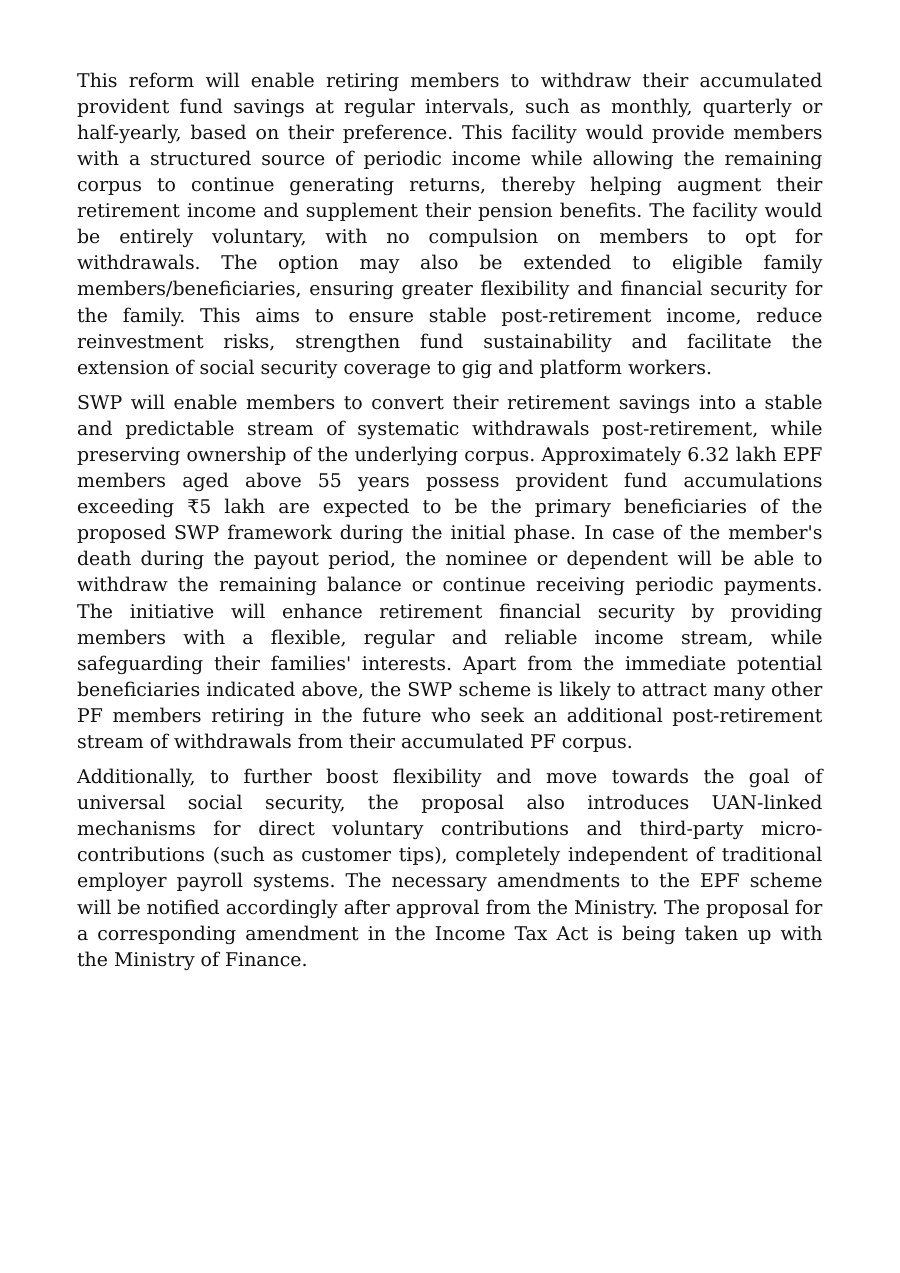 This reform will enable retiring members to withdraw their accumulated
provident fund savings at regular intervals, such as monthly, quarterly or
half-yearly, based on their preference. This facility would provide members
with a structured source of periodic income while allowing the remaining
corpus to continue generating returns, thereby helping augment their
retirement income and supplement their pension benefits. The facility would
be entirely voluntary, with no compulsion on members to opt for
withdrawals. The option may also be extended to eligible family
members/beneficiaries, ensuring greater flexibility and financial security for
the family. This aims to ensure stable post-retirement income, reduce
reinvestment risks, strengthen fund sustainability and facilitate the
extension of social security coverage to gig and platform workers.
SWP will enable members to convert their retirement savings into a stable
and predictable stream of systematic withdrawals post-retirement, while
preserving ownership of the underlying corpus. Approximately 6.32 lakh EPF
members aged above 55 years possess provident fund accumulations
exceeding ₹5 lakh are expected to be the primary beneficiaries of the
proposed SWP framework during the initial phase. In case of the member's
death during the payout period, the nominee or dependent will be able to
withdraw the remaining balance or continue receiving periodic payments.
The initiative will enhance retirement financial security by providing
members with a flexible, regular and reliable income stream, while
safeguarding their families' interests. Apart from the immediate potential
beneficiaries indicated above, the SWP scheme is likely to attract many other
PF members retiring in the future who seek an additional post-retirement
stream of withdrawals from their accumulated PF corpus.
Additionally, to further boost flexibility and move towards the goal of
universal social security, the proposal also introduces UAN-linked
mechanisms for direct voluntary contributions and third-party micro-
contributions (such as customer tips), completely independent of traditional
employer payroll systems. The necessary amendments to the EPF scheme
will be notified accordingly after approval from the Ministry. The proposal for
a corresponding amendment in the Income Tax Act is being taken up with
the Ministry of Finance.